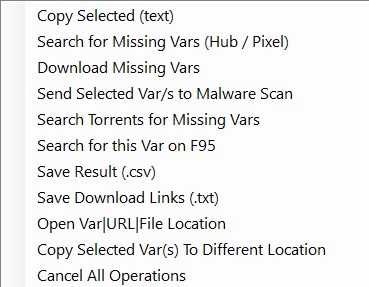 Copy Selected (text)
Search for Missing Vars (Hub / Pixel)
Download Missing Vars
Send Selected Var/s to Malware Scan
Search Torrents for Missing Vars
Search for this Var on F95
Save Result (.csv)
Save Download Links (.txt)
Open Var|URL|File Location
Copy Selected Var(s) To Different Location
Cancel All Operations